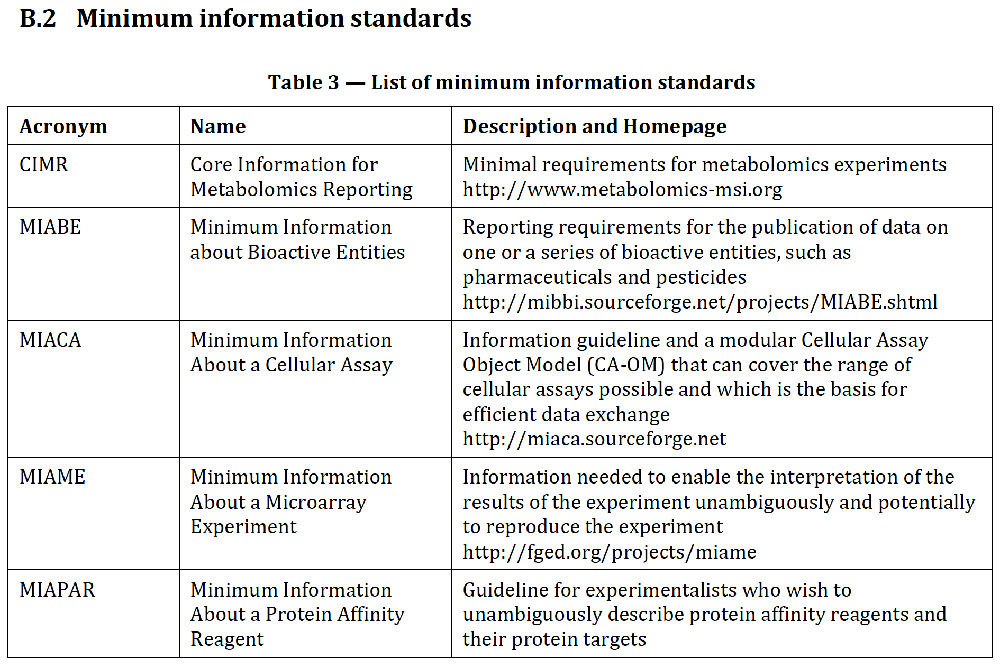 B.2 Minimum information standards
Table 3 — List of minimum information standards
Acronym
Name
Description and Homepage
CIMR
Core Information for
Metabolomics Reporting
Minimal requirements for metabolomics experiments
http://www.metabolomics-msi.org
MIABE
Minimum Information
about Bioactive Entities
Reporting requirements for the publication of data on
one or a series of bioactive entities, such as
pharmaceuticals and pesticides
http://mibbi.sourceforge.net/projects/MIABE.shtml
MIACA
Minimum Information
About a Cellular Assay
Information guideline and a modular Cellular Assay
Object Model (CA-OM) that can cover the range of
cellular assays possible and which is the basis for
efficient data exchange
http://miaca.sourceforge.net
MIAME
Minimum Information
About a Microarray
Experiment
Information needed to enable the interpretation of the
results of the experiment unambiguously and potentially
to reproduce the experiment
http://fged.org/projects/miame
MIAPAR
Minimum Information
About a Protein Affinity
Reagent
Guideline for experimentalists who wish to
unambiguously describe protein affinity reagents and
their protein targets